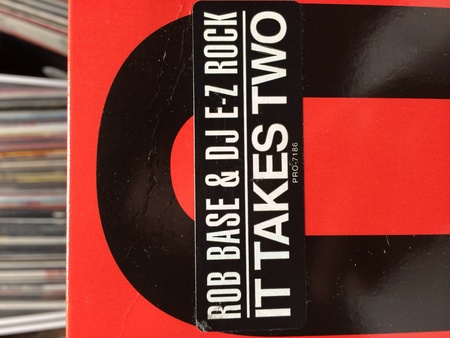 ROB BASE & DJ E-Z ROCK
IT TAKES TWO
PRO-7186